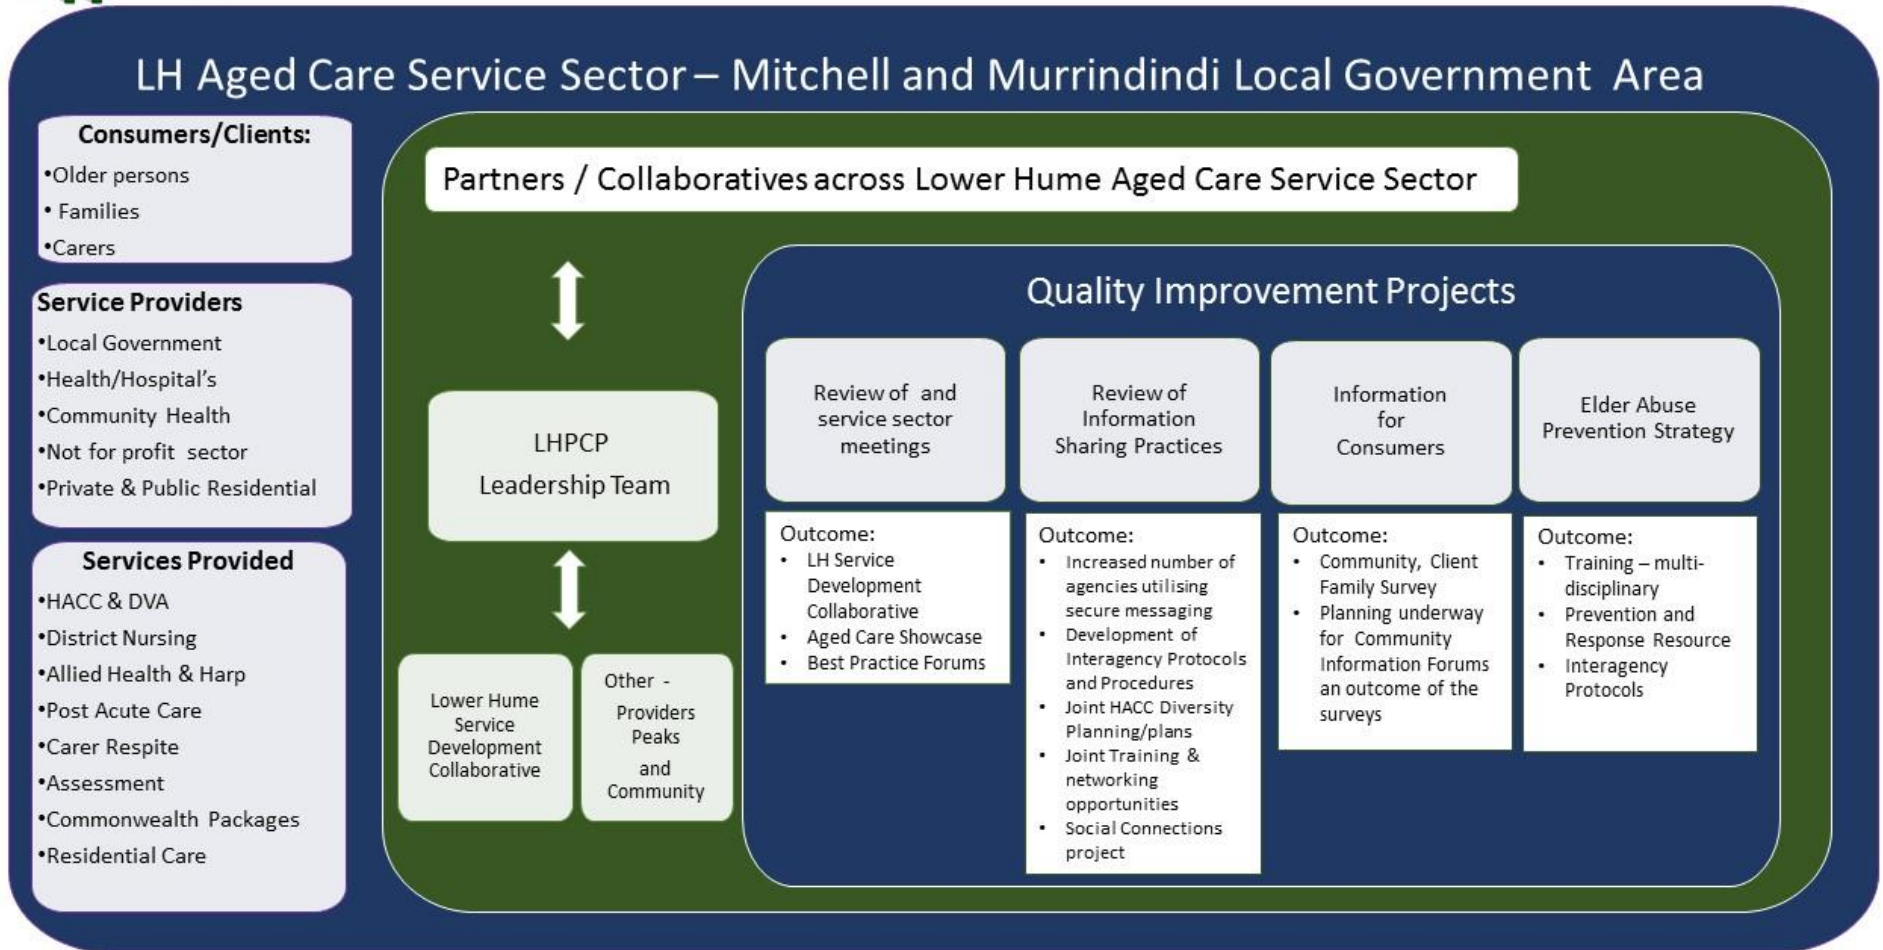 LH Aged Care Service Sector – Mitchell and Murrindindi Local Government Area
Consumers/Clients:
•Older persons
• Families
•Carers
Service Providers
•Local Government
•Health/Hospital’s
•Community Health
•Not for profit sector
•Private & Public Residential
Services Provided
•HACC & DVA
•District Nursing
•Allied Health & Harp
•Post Acute Care
•Carer Respite
•Assessment
•Commonwealth Packages
•Residential Care
Partners / Collaboratives across Lower Hume Aged Care Service Sector
LHPCP
Leadership Team
Lower Hume
Service
Development
Collaborative
Other -
Providers
Peaks
and
Community
Quality Improvement Projects
Review of and
service sector
meetings
Outcome:
• LH Service
Development
Collaborative
• Aged Care Showcase
• Best Practice Forums
Review of
Information
Sharing Practices
Outcome:
• Increased number of
agencies utilising
secure messaging
• Development of
Interagency Protocols
and Procedures
• Joint HACC Diversity
Planning/plans
• Joint Training &
networking
opportunities
• Social Connections
project
Information
for
Consumers
Outcome:
• Community, Client
Family Survey
• Planning underway
for Community
Information Forums
an outcome of the
surveys
Elder Abuse
Prevention Strategy
Outcome:
• Training – multi-
disciplinary
• Prevention and
Response Resource
• Interagency
Protocols